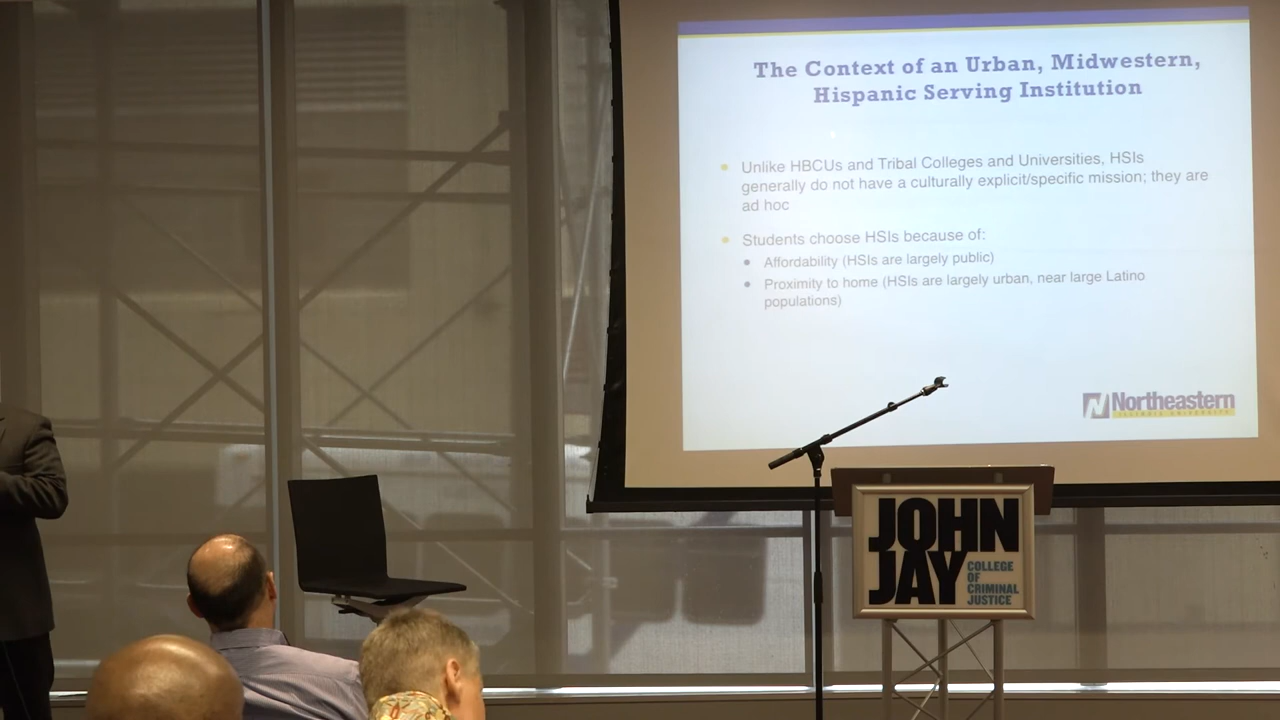 The Context of an Urban, Midwestern,
Hispanic Serving Institution
Unlike HBCUs and Tribal Colleges and Universities, HSIs
generally do not have a culturally explicit/specific mission; they are
ad hoc
Students choose HSIs because of:
Affordability (HSIs are largely public)
Proximity to home (HSIs are largely urban, near large Latino
populations)
Northeastern
ILLINOIS UNIVERSITY
JOHN
JAY
COLLEGE
OF
CRIMINAL
JUSTICE